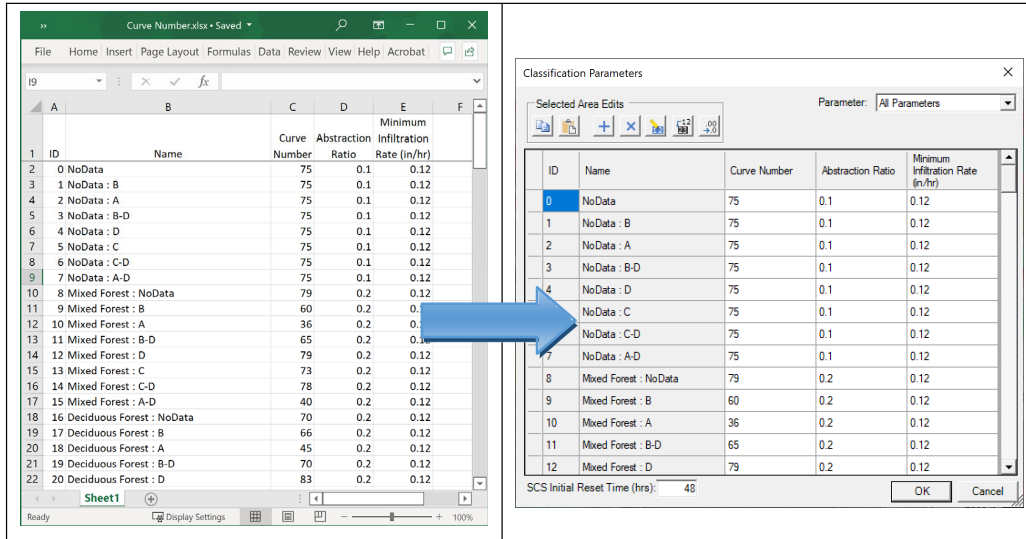 Curve Number.xlsx • Saved
File Home Insert Page Layout Formulas Data Review View Help Acrobat
I9 fx
A B C D E F
1 ID Name Curve Number Abstraction Ratio Minimum Infiltration Rate (in/hr)
2 0 NoData 75 0.1 0.12
3 1 NoData : B 75 0.1 0.12
4 2 NoData : A 75 0.1 0.12
5 3 NoData : B-D 75 0.1 0.12
6 4 NoData : D 75 0.1 0.12
7 5 NoData : C 75 0.1 0.12
8 6 NoData : C-D 75 0.1 0.12
9 7 NoData : A-D 75 0.1 0.12
10 8 Mixed Forest : NoData 79 0.2 0.12
11 9 Mixed Forest : B 60 0.2
12 10 Mixed Forest : A 36 0.2
13 11 Mixed Forest : B-D 65 0.2
14 12 Mixed Forest : D 79 0.2 0.12
15 13 Mixed Forest : C 73 0.2 0.12
16 14 Mixed Forest : C-D 78 0.2 0.12
17 15 Mixed Forest : A-D 40 0.2 0.12
18 16 Deciduous Forest : NoData 70 0.2 0.12
19 17 Deciduous Forest : B 66 0.2 0.12
20 18 Deciduous Forest : A 45 0.2 0.12
21 19 Deciduous Forest : B-D 70 0.2 0.12
22 20 Deciduous Forest : D 83 0.2 0.12
Sheet1
Ready Display Settings 100%
Classification Parameters
Selected Area Edits Parameter: All Parameters
ID Name Curve Number Abstraction Ratio Minimum Infiltration Rate (in/hr)
0 NoData 75 0.1 0.12
1 NoData : B 75 0.1 0.12
2 NoData : A 75 0.1 0.12
3 NoData : B-D 75 0.1 0.12
4 NoData : D 75 0.1 0.12
NoData : C 75 0.1 0.12
NoData : C-D 75 0.1 0.12
7 NoData : A-D 75 0.1 0.12
8 Mixed Forest : NoData 79 0.2 0.12
9 Mixed Forest : B 60 0.2 0.12
10 Mixed Forest : A 36 0.2 0.12
11 Mixed Forest : B-D 65 0.2 0.12
12 Mixed Forest : D 79 0.2 0.12
SCS Initial Reset Time (hrs): 48 OK Cancel